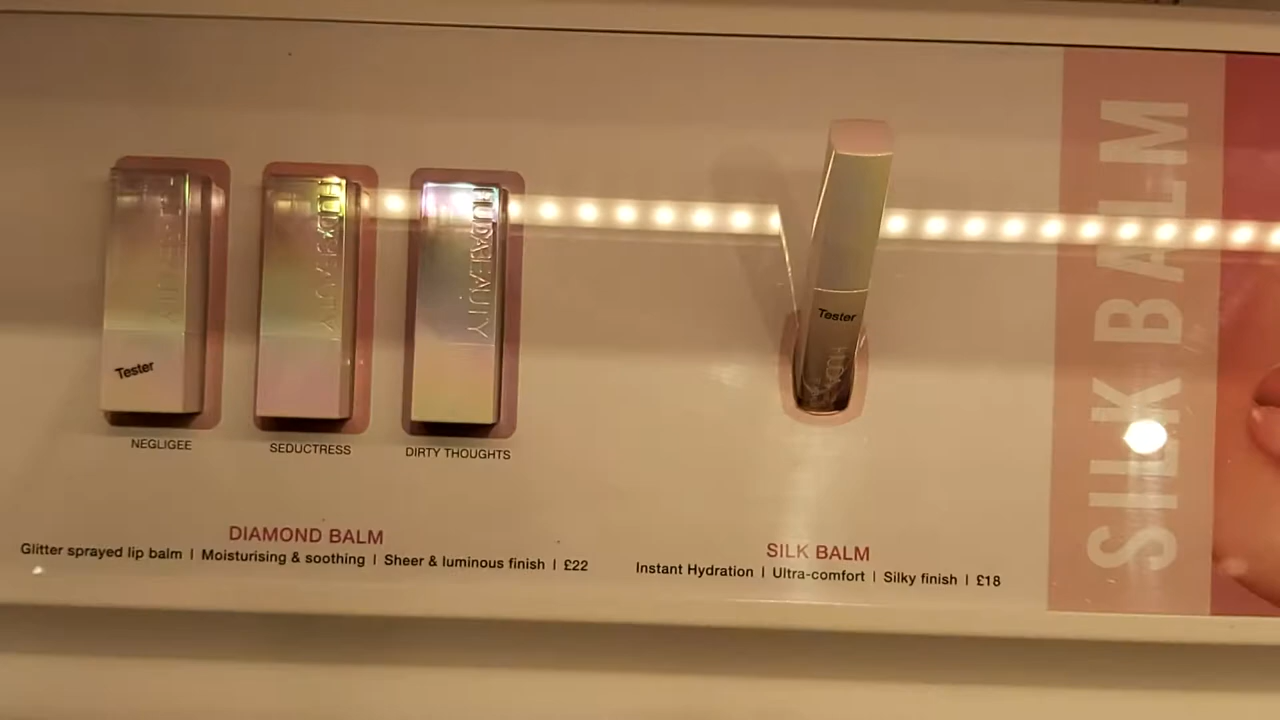 HUDABEAUTY
HUDABEAUTY
Tester
Tester
NEGLIGEE
SEDUCTRESS
DIRTY THOUGHTS
DIAMOND BALM
Glitter sprayed lip balm | Moisturising & soothing | Sheer & luminous finish | £22
SILK BALM
Instant Hydration | Ultra-comfort | Silky finish | £18
SILK BALM